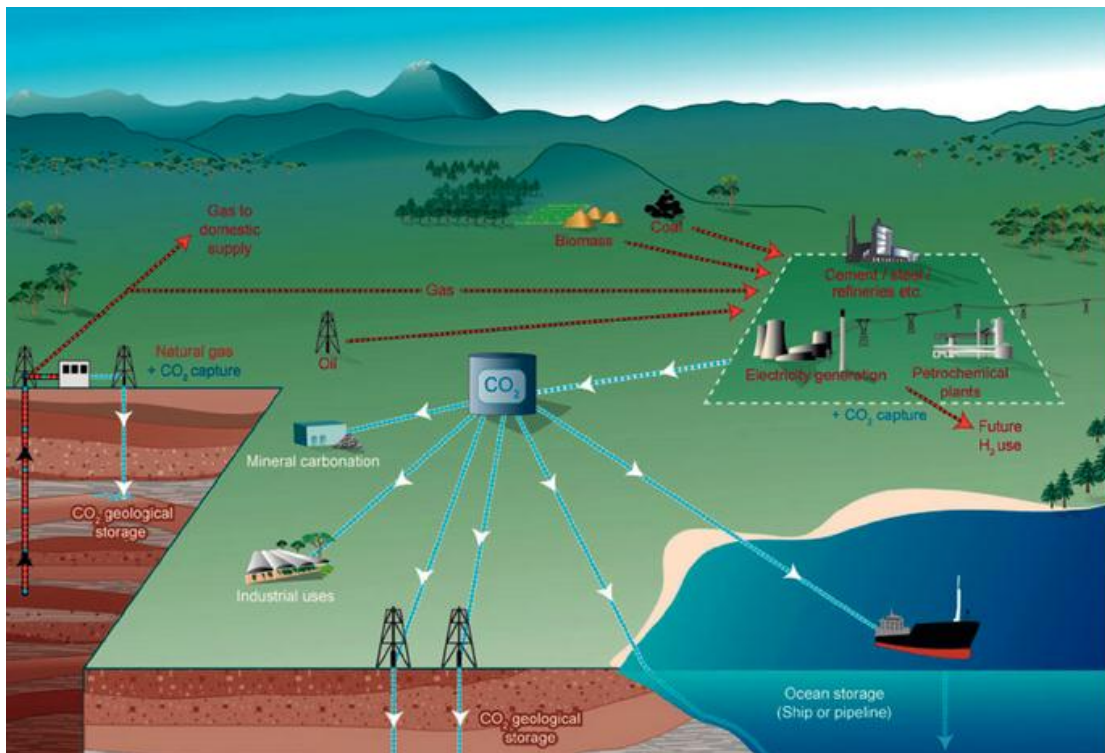 Gas to
domestic
supply
Biomass
Coal
Cement / steel /
refineries etc.
Gas
Natural gas
+ CO₂ capture
Oil
Electricity generation
Petrochemical
plants
+ CO₂ capture
Future
H₂ use
CO₂
Mineral carbonation
CO₂ geological
storage
Industrial uses
Ocean storage
(Ship or pipeline)
CO₂ geological
storage